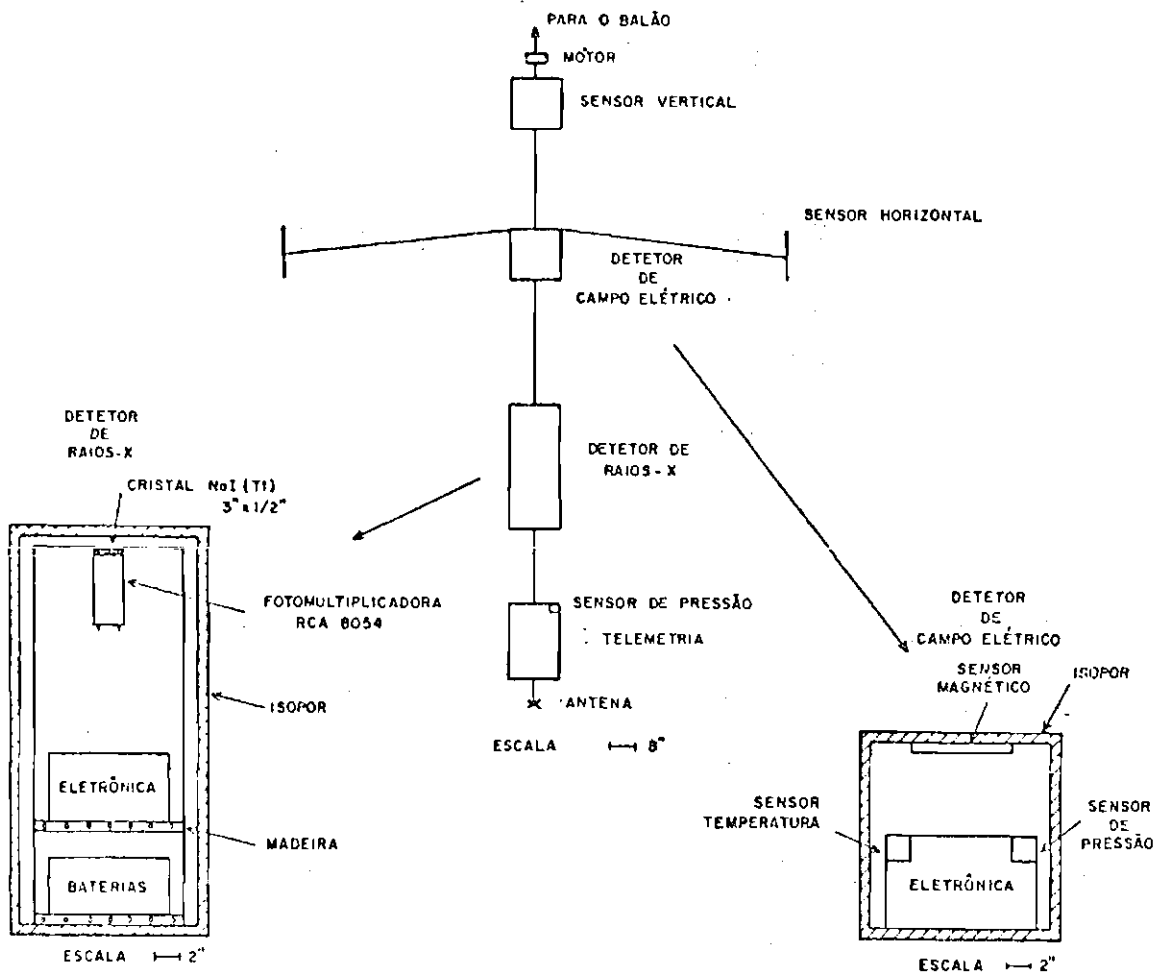 PARA O BALÃO
MOTOR
SENSOR VERTICAL
SENSOR HORIZONTAL
DETETOR
DE
CAMPO ELÉTRICO
DETETOR DE
RAIOS-X
SENSOR DE PRESSÃO
TELEMETRIA
ANTENA
ESCALA 8"
DETETOR
DE
RAIOS-X
CRISTAL NaI (Tl)
3" x 1/2"
FOTOMULTIPLICADORA
RCA 8054
ISOPOR
ELETRÔNICA
MADEIRA
BATERIAS
ESCALA 2"
DETETOR
DE
CAMPO ELÉTRICO
SENSOR
MAGNÉTICO
ISOPOR
SENSOR
TEMPERATURA
SENSOR
DE
PRESSÃO
ELETRÔNICA
ESCALA 2"